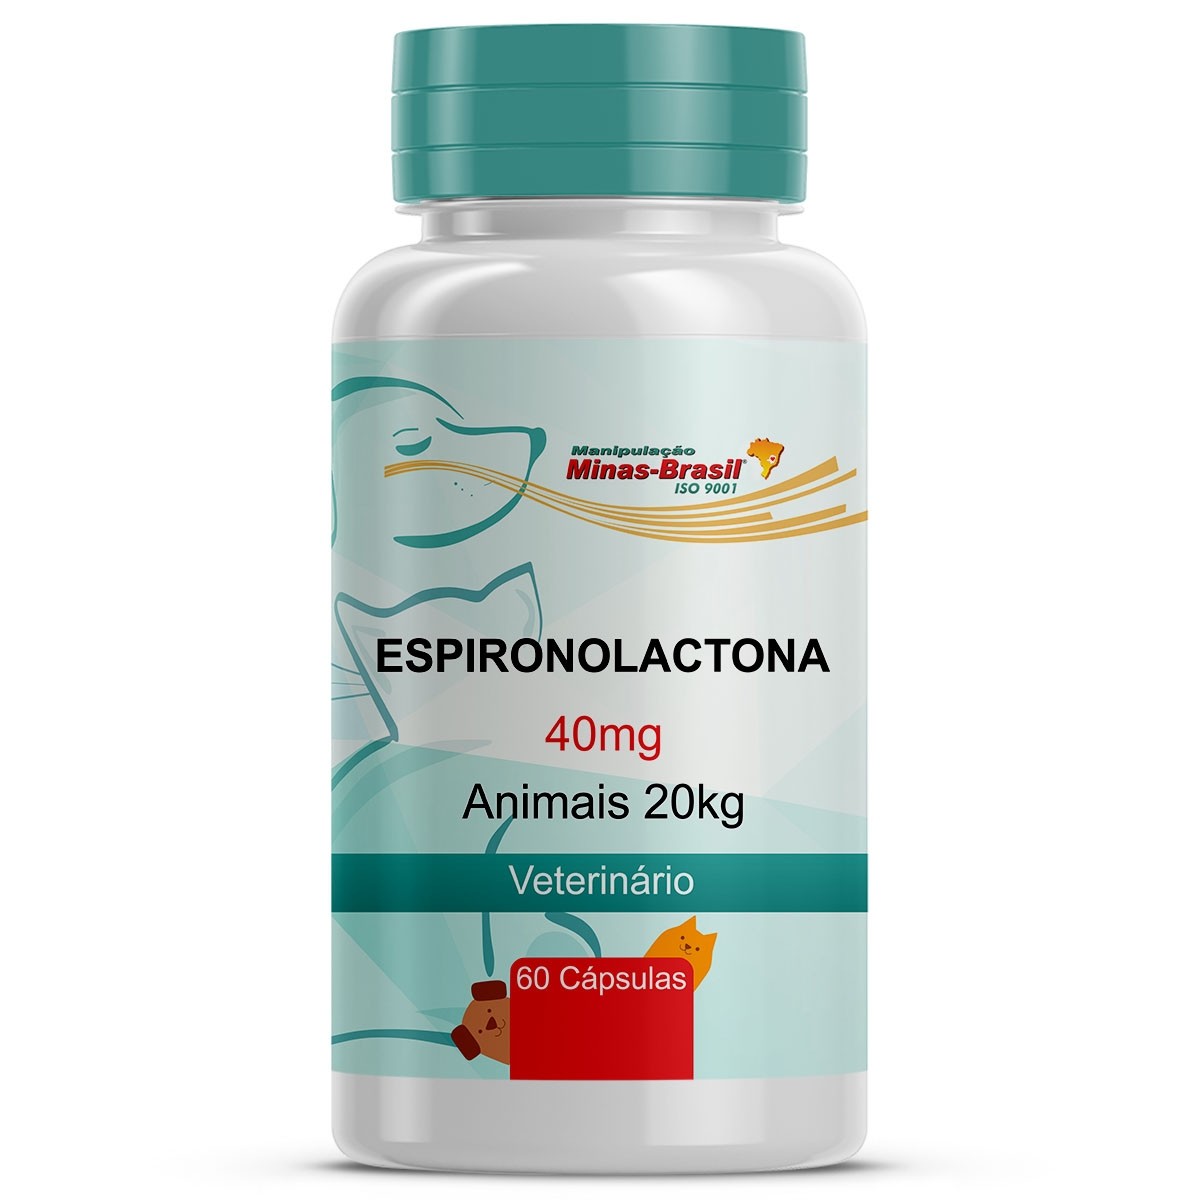 Manipulação
Minas-Brasil®
ISO 9001
ESPIRONOLACTONA
40mg
Animais 20kg
Veterinário
60 Cápsulas